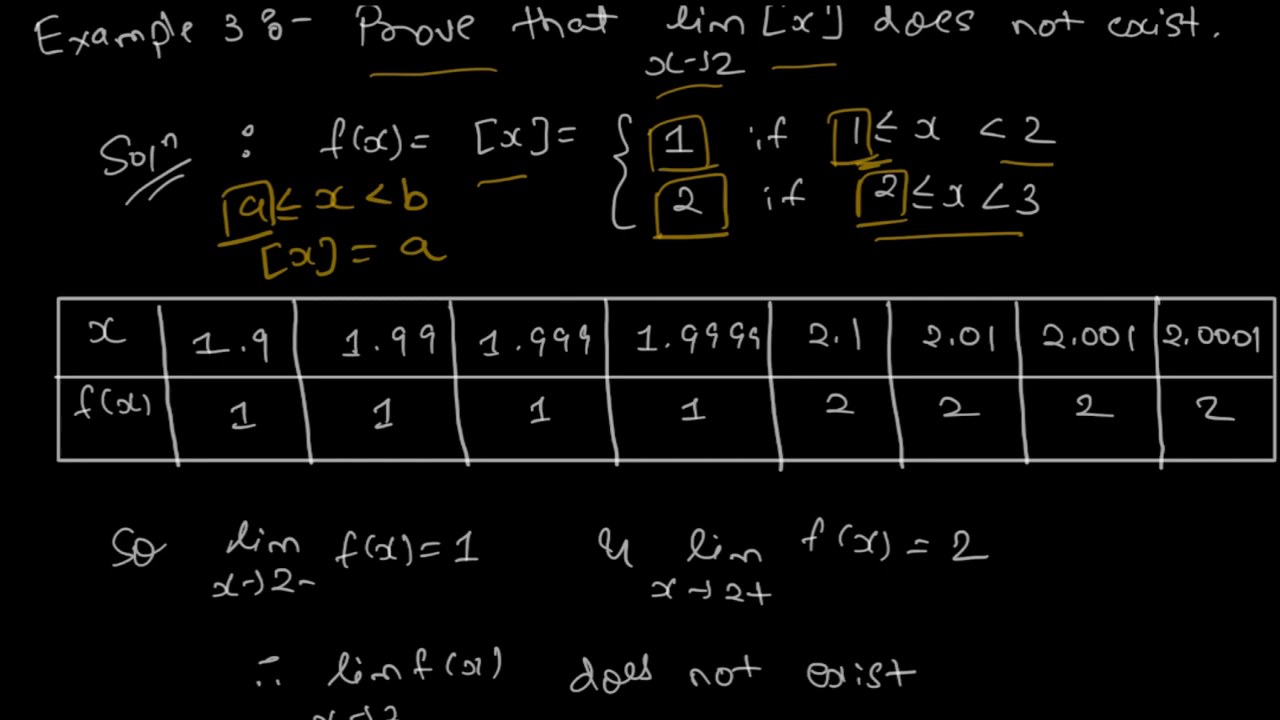 Example 3 :- Prove that lim [x] does not exist.
x→2
Solⁿ : f(x) = [x] = { 1 if 1 ≤ x < 2
2 if 2 ≤ x < 3
a ≤ x < b
[x] = a
x 1.9 1.99 1.999 1.9999 2.1 2.01 2.001 2.0001
f(x) 1 1 1 1 2 2 2 2
So lim f(x) = 1 & lim f(x) = 2
x→2- x→2+
∴ lim f(x) does not exist
x→2